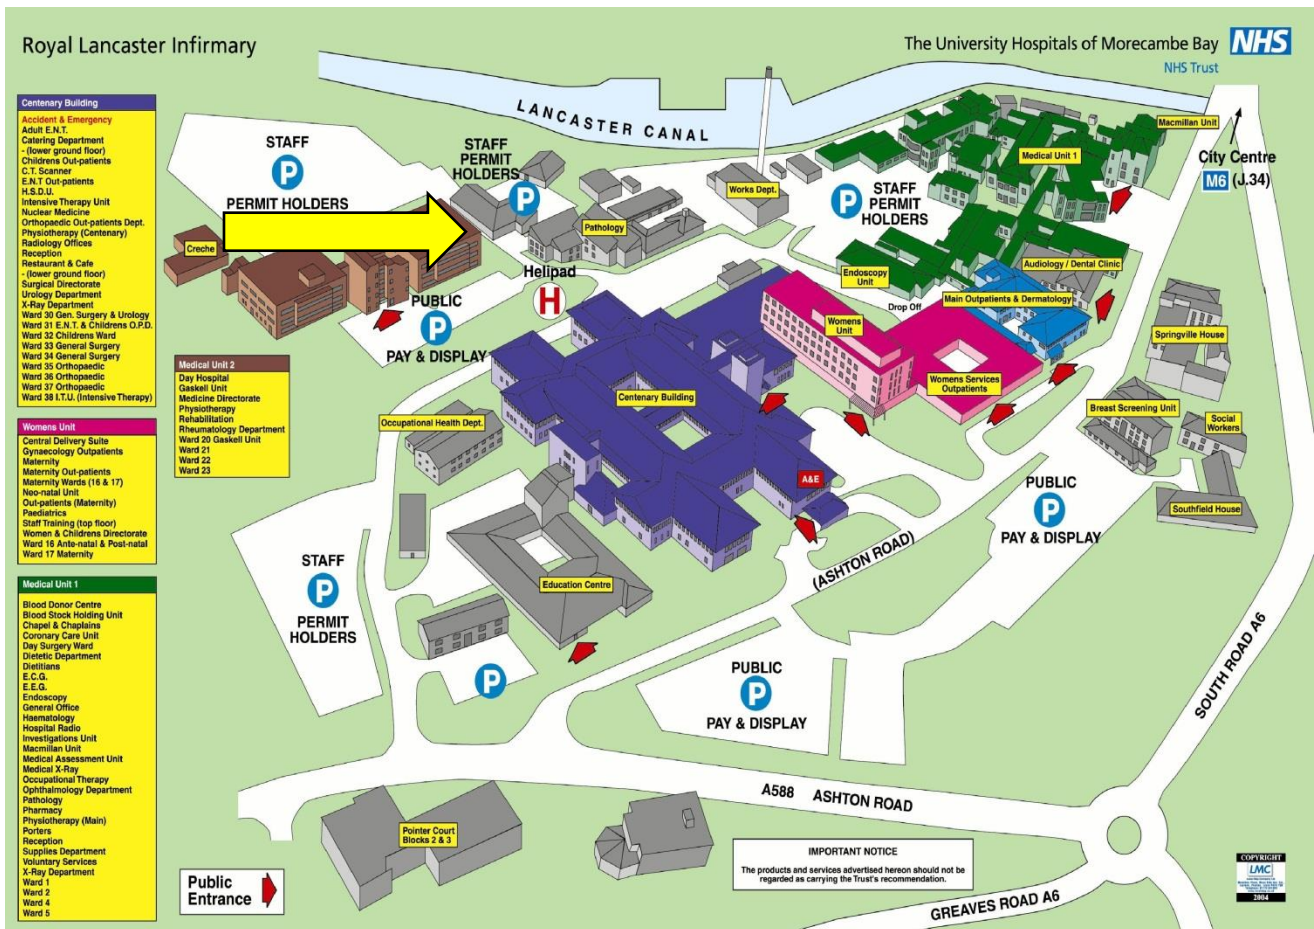 Royal Lancaster Infirmary
The University Hospitals of Morecambe Bay NHS
NHS Trust
Centenary Building
Accident & Emergency
Adult E.N.T.
Catering Department
- (lower ground floor)
Childrens Out-patients
C.T. Scanner
E.N.T Out-patients
H.S.D.U.
Intensive Therapy Unit
Nuclear Medicine
Orthopaedic Out-patients Dept.
Physiotherapy (Centenary)
Radiology Offices
Reception
Restaurant & Cafe
- (lower ground floor)
Surgical Directorate
Urology Department
X-Ray Department
Ward 30 Gen. Surgery & Urology
Ward 31 E.N.T. & Childrens O.P.D.
Ward 32 Childrens Ward
Ward 33 General Surgery
Ward 34 General Surgery
Ward 35 Orthopaedic
Ward 36 Orthopaedic
Ward 37 Orthopaedic
Ward 38 I.T.U. (Intensive Therapy)
Womens Unit
Central Delivery Suite
Gynaecology Outpatients
Maternity
Maternity Out-patients
Maternity Wards (16 & 17)
Neo-natal Unit
Out-patients (Maternity)
Paediatrics
Staff Training (top floor)
Women & Childrens Directorate
Ward 16 Ante-natal & Post-natal
Ward 17 Maternity
Medical Unit 1
Blood Donor Centre
Blood Stock Holding Unit
Chapel & Chaplains
Coronary Care Unit
Day Surgery Ward
Dietetic Department
Dietitians
E.C.G.
E.E.G.
Endoscopy
General Office
Haematology
Hospital Radio
Investigations Unit
Macmillan Unit
Medical Assessment Unit
Medical X-Ray
Occupational Therapy
Ophthalmology Department
Pathology
Pharmacy
Physiotherapy (Main)
Porters
Reception
Supplies Department
Voluntary Services
X-Ray Department
Ward 1
Ward 2
Ward 4
Ward 5
Medical Unit 2
Day Hospital
Gaskell Unit
Medicine Directorate
Physiotherapy
Rehabilitation
Rheumatology Department
Ward 20 Gaskell Unit
Ward 21
Ward 22
Ward 23
LANCASTER CANAL
STAFF
P
PERMIT HOLDERS
STAFF
PERMIT
HOLDERS
P
Creche
Pathology
Works Dept.
P
STAFF
PERMIT
HOLDERS
Medical Unit 1
Macmillan Unit
City Centre
M6 (J.34)
Helipad
H
PUBLIC
P
PAY & DISPLAY
Endoscopy
Unit
Drop Off
Audiology / Dental Clinic
Main Outpatients & Dermatology
Womens
Unit
Womens Services
Outpatients
Springville House
Centenary Building
Breast Screening Unit
Social
Workers
Southfield House
Occupational Health Dept.
A&E
PUBLIC
P
PAY & DISPLAY
(ASHTON ROAD)
STAFF
P
PERMIT
HOLDERS
Education Centre
P
PUBLIC
P
PAY & DISPLAY
SOUTH ROAD A6
A588 ASHTON ROAD
Pointer Court
Blocks 2 & 3
GREAVES ROAD A6
Public
Entrance
IMPORTANT NOTICE
The products and services advertised hereon should not be
regarded as carrying the Trust's recommendation.
COPYRIGHT
LMC
2004